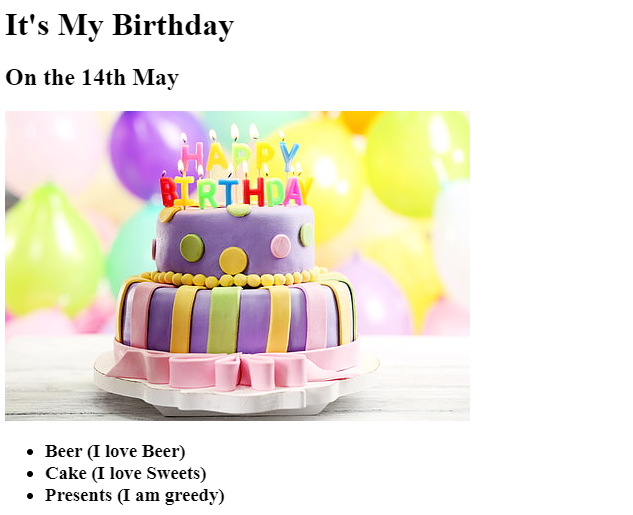 It's My Birthday
On the 14th May
HAPPY
BIRTHDAY
Beer (I love Beer)
Cake (I love Sweets)
Presents (I am greedy)